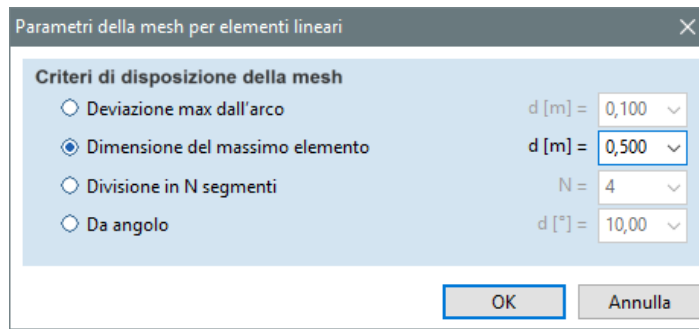 Parametri della mesh per elementi lineari
Criteri di disposizione della mesh
Deviazione max dall'arco d [m] = 0,100
Dimensione del massimo elemento d [m] = 0,500
Divisione in N segmenti N = 4
Da angolo d [°] = 10,00
OK Annulla